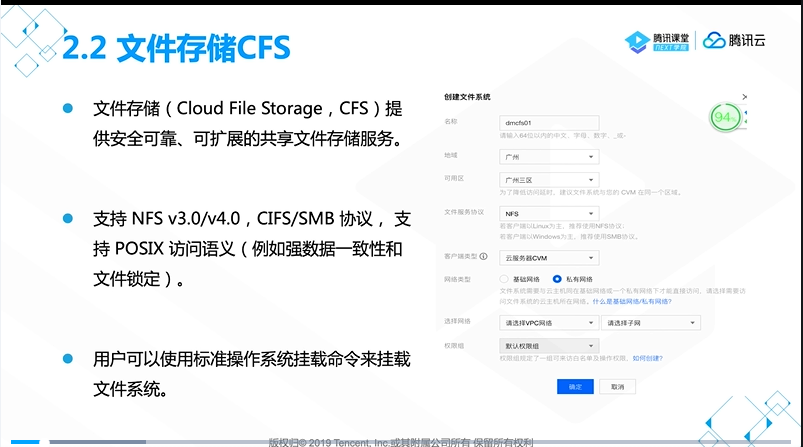 2.2 文件存储CFS
腾讯课堂
NEXT学院
腾讯云
文件存储（Cloud File Storage，CFS）提
供安全可靠、可扩展的共享文件存储服务。
支持 NFS v3.0/v4.0，CIFS/SMB 协议， 支
持 POSIX 访问语义（例如强数据一致性和
文件锁定）。
用户可以使用标准操作系统挂载命令来挂载
文件系统。
创建文件系统
94%
名称
dmcfs01
请输入64位以内的中文、字母、数字、_或-
地域
广州
可用区
广州三区
为了降低访问延时，建议文件系统与您的 CVM 在同一个区域。
文件服务协议
NFS
若客户端以Linux为主，推荐使用NFS协议；
若客户端以Windows为主，推荐使用SMB协议。
客户端类型
云服务器CVM
网络类型
基础网络
私有网络
文件系统需要与云主机同在基础网络或一个私有网络下才能直接访问，请选择需要访
问文件系统的云主机所在网络。什么是基础网络/私有网络?
选择网络
请选择VPC网络
请选择子网
权限组
默认权限组
权限组规定了一组可来访白名单及操作权限。如何创建?
确定
取消
版权归© 2019 Tencent, Inc.或其附属公司所有 保留所有权利